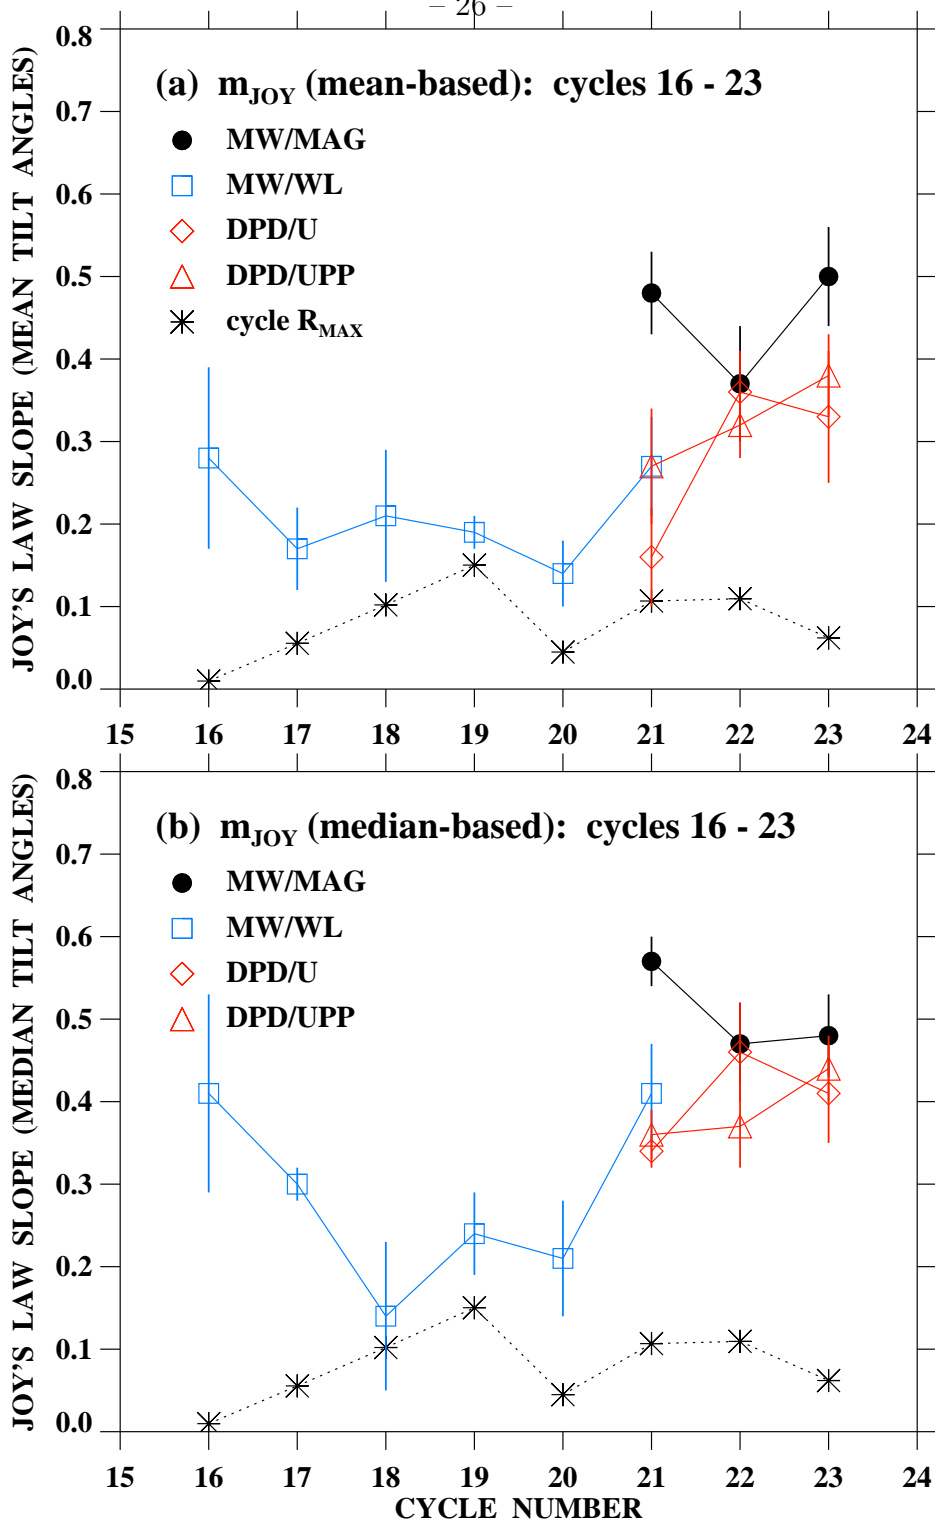 – 26 –
0.8
(a) m_JOY (mean-based): cycles 16 - 23
0.7
MW/MAG
MW/WL
0.6
DPD/U
DPD/UPP
0.5
cycle R_MAX
0.4
0.3
0.2
0.1
0.0
JOY'S LAW SLOPE (MEAN TILT ANGLES)
15 16 17 18 19 20 21 22 23 24
0.8
(b) m_JOY (median-based): cycles 16 - 23
0.7
MW/MAG
MW/WL
0.6
DPD/U
DPD/UPP
0.5
0.4
0.3
0.2
0.1
0.0
JOY'S LAW SLOPE (MEDIAN TILT ANGLES)
15 16 17 18 19 20 21 22 23 24
CYCLE NUMBER